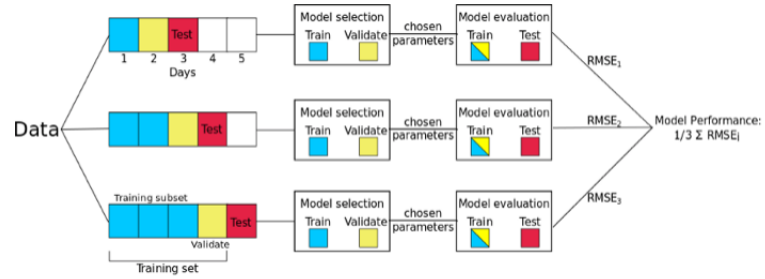 Data
Test
1 2 3 4 5
Days
Model selection
Train Validate
chosen
parameters
Model evaluation
Train Test
RMSE1
Test
Model selection
Train Validate
chosen
parameters
Model evaluation
Train Test
RMSE2
Model Performance:
1/3 Σ RMSEi
Training subset
Test
Validate
Training set
Model selection
Train Validate
chosen
parameters
Model evaluation
Train Test
RMSE3